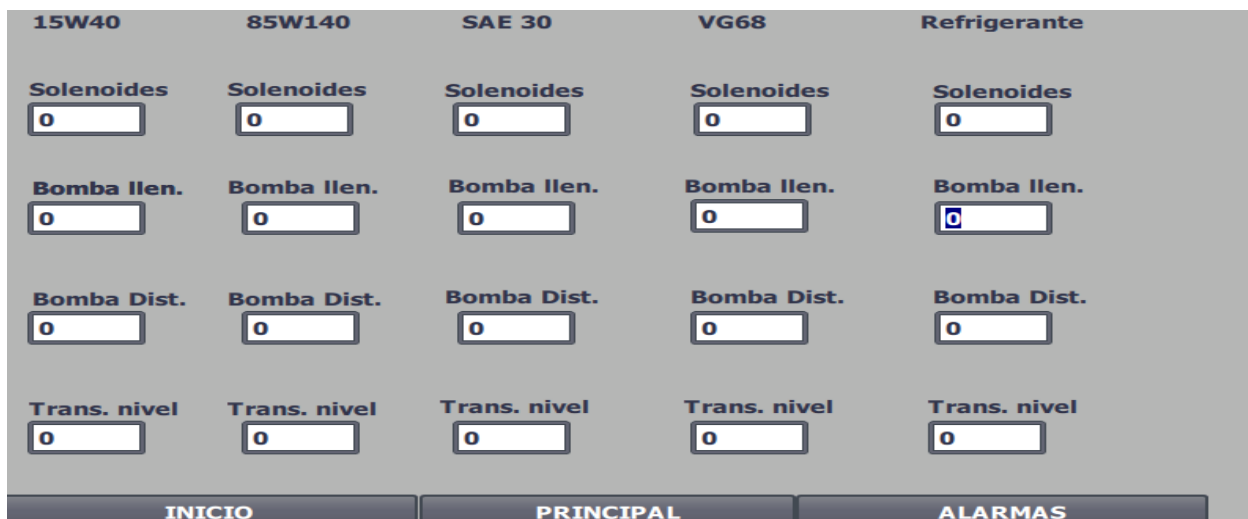 15W40 85W140 SAE 30 VG68 Refrigerante
Solenoides Solenoides Solenoides Solenoides Solenoides
0 0 0 0 0
Bomba llen. Bomba llen. Bomba llen. Bomba llen. Bomba llen.
0 0 0 0 0
Bomba Dist. Bomba Dist. Bomba Dist. Bomba Dist. Bomba Dist.
0 0 0 0 0
Trans. nivel Trans. nivel Trans. nivel Trans. nivel Trans. nivel
0 0 0 0 0
INICIO PRINCIPAL ALARMAS